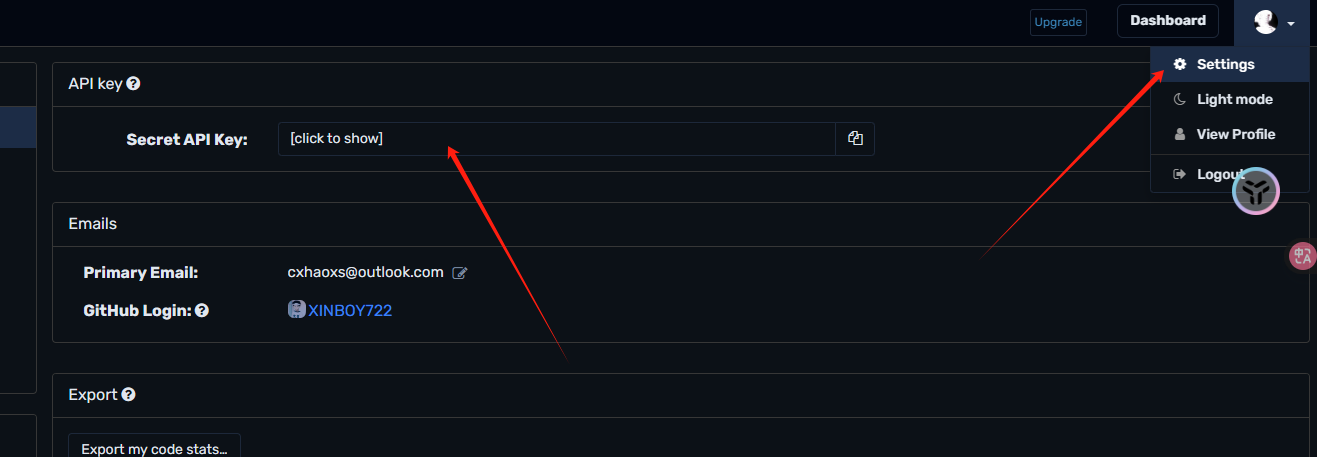 Upgrade
Dashboard
Settings
Light mode
View Profile
Logout
API key
Secret API Key:
[click to show]
Emails
Primary Email:
cxhaoxs@outlook.com
GitHub Login:
XINBOY722
Export
Export my code stats…
中
A